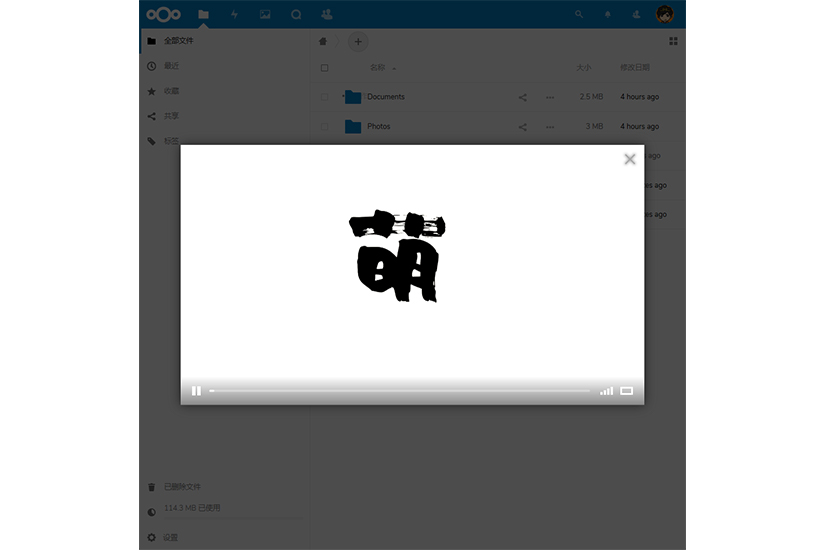 全部文件
最近
收藏
共享
标签
名称
大小
修改日期
Documents
2.5 MB
4 hours ago
Photos
3 MB
4 hours ago
ago
es ago
es ago
萌
已删除文件
114.3 MB 已使用
设置